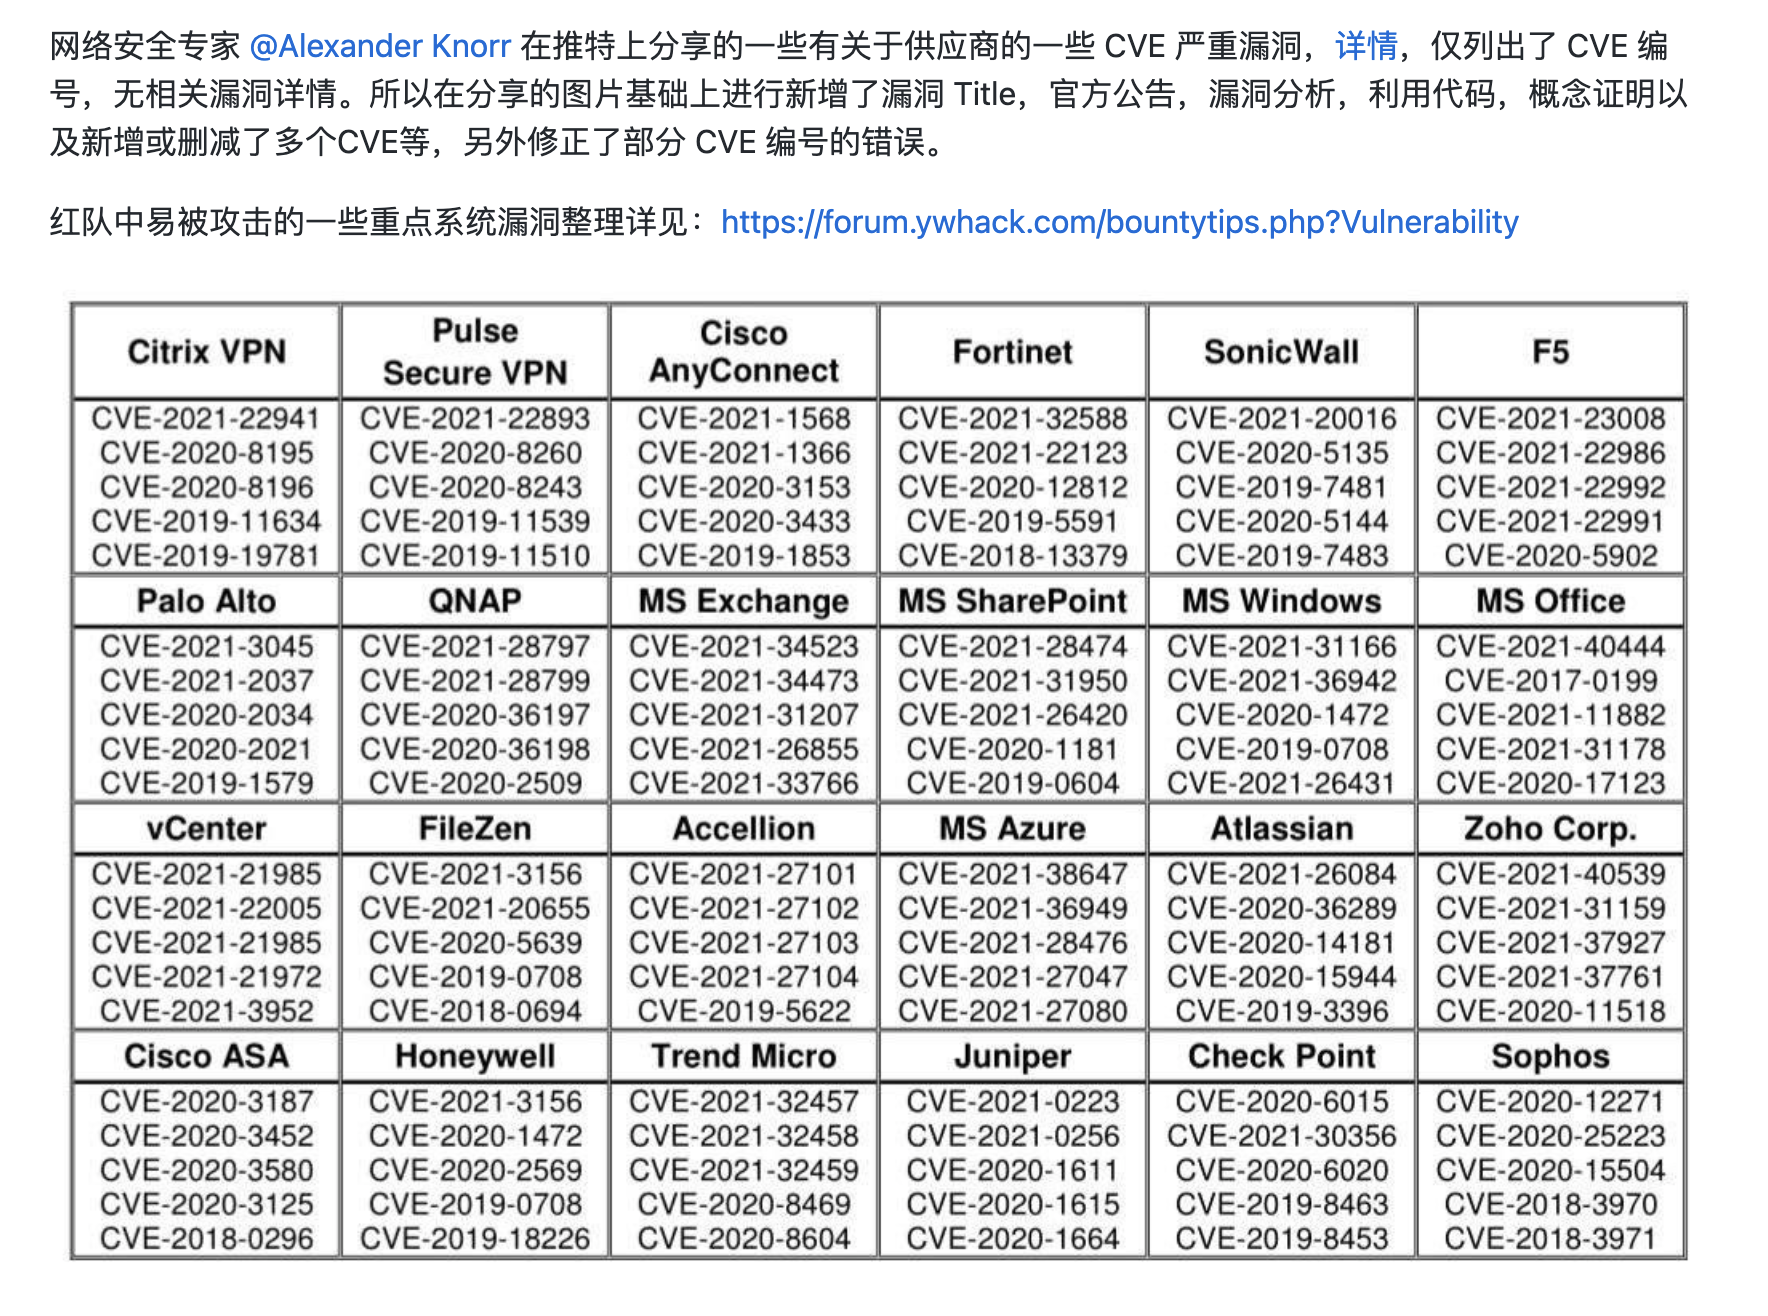 网络安全专家 @Alexander Knorr 在推特上分享的一些有关于供应商的一些 CVE 严重漏洞，详情，仅列出了 CVE 编
号，无相关漏洞详情。所以在分享的图片基础上进行新增了漏洞 Title，官方公告，漏洞分析，利用代码，概念证明以
及新增或删减了多个CVE等，另外修正了部分 CVE 编号的错误。
红队中易被攻击的一些重点系统漏洞整理详见：https://forum.ywhack.com/bountytips.php?Vulnerability
Citrix VPN Pulse Secure VPN Cisco AnyConnect Fortinet SonicWall F5
CVE-2021-22941 CVE-2021-22893 CVE-2021-1568 CVE-2021-32588 CVE-2021-20016 CVE-2021-23008
CVE-2020-8195 CVE-2020-8260 CVE-2021-1366 CVE-2021-22123 CVE-2020-5135 CVE-2021-22986
CVE-2020-8196 CVE-2020-8243 CVE-2020-3153 CVE-2020-12812 CVE-2019-7481 CVE-2021-22992
CVE-2019-11634 CVE-2019-11539 CVE-2020-3433 CVE-2019-5591 CVE-2020-5144 CVE-2021-22991
CVE-2019-19781 CVE-2019-11510 CVE-2019-1853 CVE-2018-13379 CVE-2019-7483 CVE-2020-5902
Palo Alto QNAP MS Exchange MS SharePoint MS Windows MS Office
CVE-2021-3045 CVE-2021-28797 CVE-2021-34523 CVE-2021-28474 CVE-2021-31166 CVE-2021-40444
CVE-2021-2037 CVE-2021-28799 CVE-2021-34473 CVE-2021-31950 CVE-2021-36942 CVE-2017-0199
CVE-2020-2034 CVE-2020-36197 CVE-2021-31207 CVE-2021-26420 CVE-2020-1472 CVE-2021-11882
CVE-2020-2021 CVE-2020-36198 CVE-2021-26855 CVE-2020-1181 CVE-2019-0708 CVE-2021-31178
CVE-2019-1579 CVE-2020-2509 CVE-2021-33766 CVE-2019-0604 CVE-2021-26431 CVE-2020-17123
vCenter FileZen Accellion MS Azure Atlassian Zoho Corp.
CVE-2021-21985 CVE-2021-3156 CVE-2021-27101 CVE-2021-38647 CVE-2021-26084 CVE-2021-40539
CVE-2021-22005 CVE-2021-20655 CVE-2021-27102 CVE-2021-36949 CVE-2020-36289 CVE-2021-31159
CVE-2021-21985 CVE-2020-5639 CVE-2021-27103 CVE-2021-28476 CVE-2020-14181 CVE-2021-37927
CVE-2021-21972 CVE-2019-0708 CVE-2021-27104 CVE-2021-27047 CVE-2020-15944 CVE-2021-37761
CVE-2021-3952 CVE-2018-0694 CVE-2019-5622 CVE-2021-27080 CVE-2019-3396 CVE-2020-11518
Cisco ASA Honeywell Trend Micro Juniper Check Point Sophos
CVE-2020-3187 CVE-2021-3156 CVE-2021-32457 CVE-2021-0223 CVE-2020-6015 CVE-2020-12271
CVE-2020-3452 CVE-2020-1472 CVE-2021-32458 CVE-2021-0256 CVE-2021-30356 CVE-2020-25223
CVE-2020-3580 CVE-2020-2569 CVE-2021-32459 CVE-2020-1611 CVE-2020-6020 CVE-2020-15504
CVE-2020-3125 CVE-2019-0708 CVE-2020-8469 CVE-2020-1615 CVE-2019-8463 CVE-2018-3970
CVE-2018-0296 CVE-2019-18226 CVE-2020-8604 CVE-2020-1664 CVE-2019-8453 CVE-2018-3971